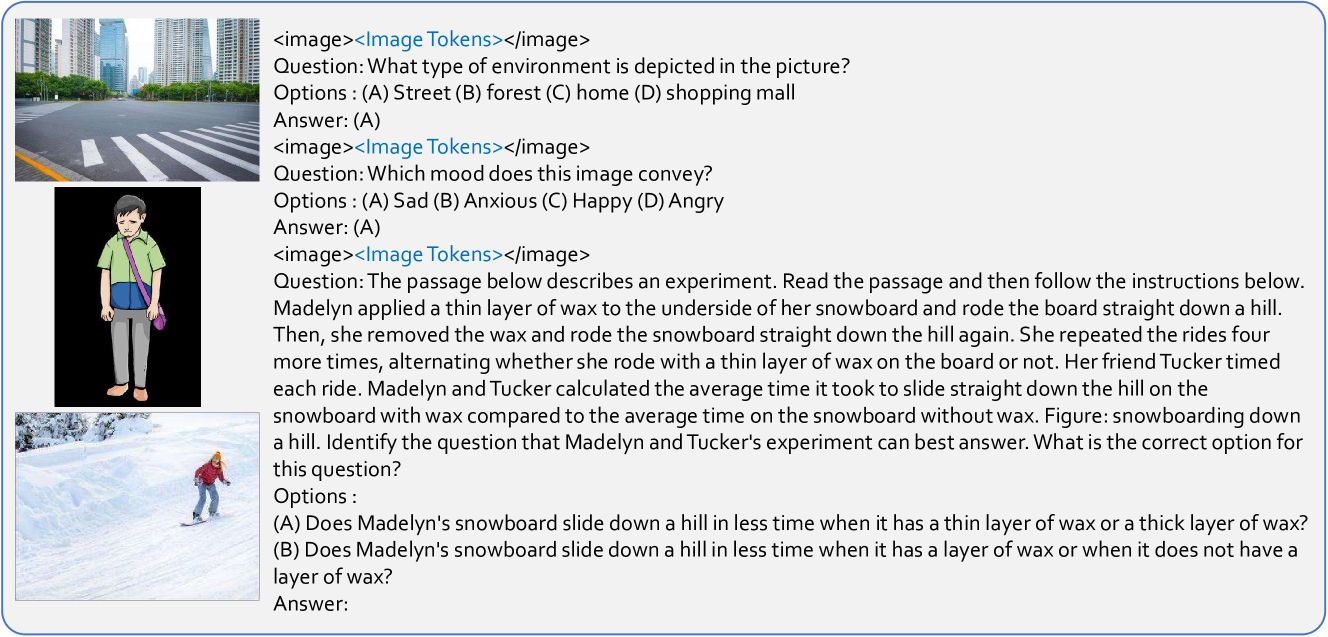 <image><Image Tokens></image>
Question: What type of environment is depicted in the picture?
Options : (A) Street (B) forest (C) home (D) shopping mall
Answer: (A)
<image><Image Tokens></image>
Question: Which mood does this image convey?
Options : (A) Sad (B) Anxious (C) Happy (D) Angry
Answer: (A)
<image><Image Tokens></image>
Question: The passage below describes an experiment. Read the passage and then follow the instructions below.
Madelyn applied a thin layer of wax to the underside of her snowboard and rode the board straight down a hill.
Then, she removed the wax and rode the snowboard straight down the hill again. She repeated the rides four
more times, alternating whether she rode with a thin layer of wax on the board or not. Her friend Tucker timed
each ride. Madelyn and Tucker calculated the average time it took to slide straight down the hill on the
snowboard with wax compared to the average time on the snowboard without wax. Figure: snowboarding down
a hill. Identify the question that Madelyn and Tucker's experiment can best answer. What is the correct option for
this question?
Options :
(A) Does Madelyn's snowboard slide down a hill in less time when it has a thin layer of wax or a thick layer of wax?
(B) Does Madelyn's snowboard slide down a hill in less time when it has a layer of wax or when it does not have a
layer of wax?
Answer: